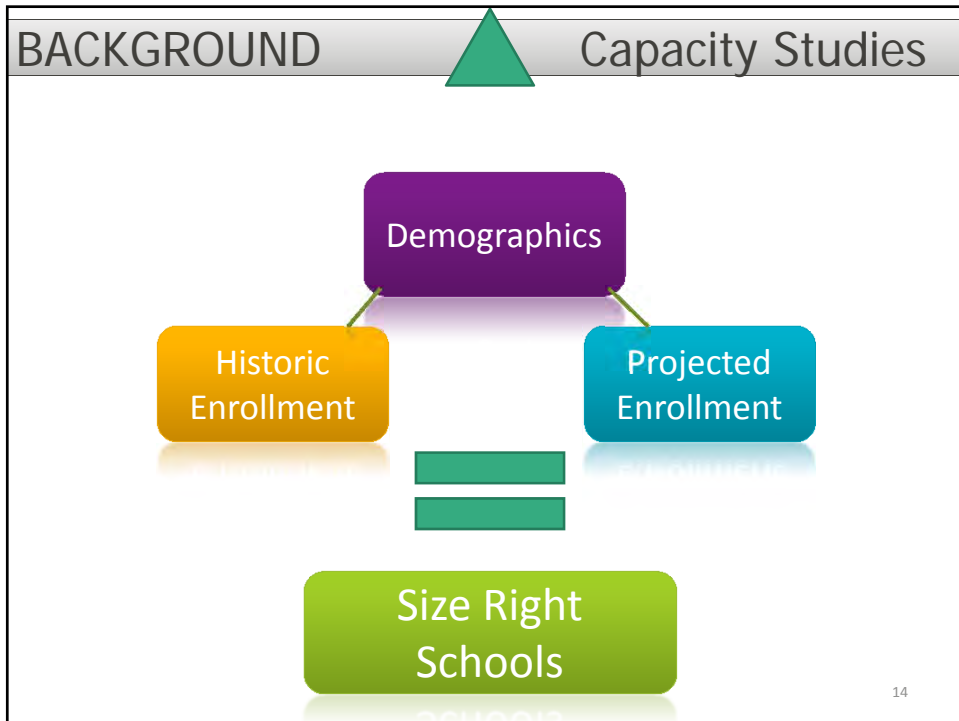 BACKGROUND
Capacity Studies
Demographics
Historic
Enrollment
Projected
Enrollment
Size Right
Schools
14